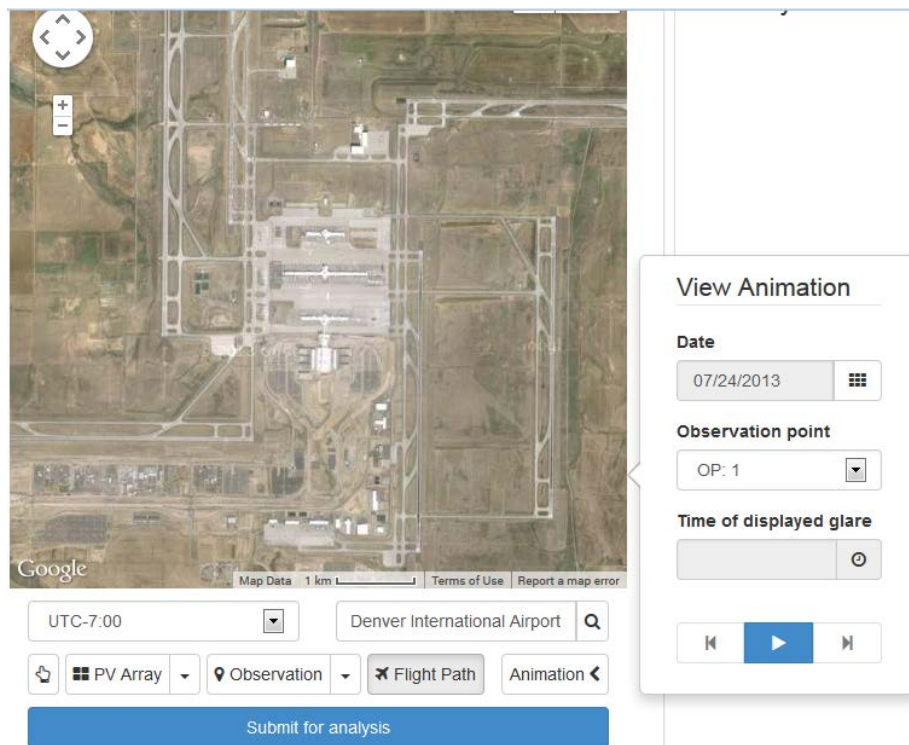 View Animation
Date
07/24/2013
Observation point
OP: 1
Time of displayed glare
Google
Map Data 1 km Terms of Use Report a map error
UTC-7:00 Denver International Airport
PV Array Observation Flight Path Animation
Submit for analysis